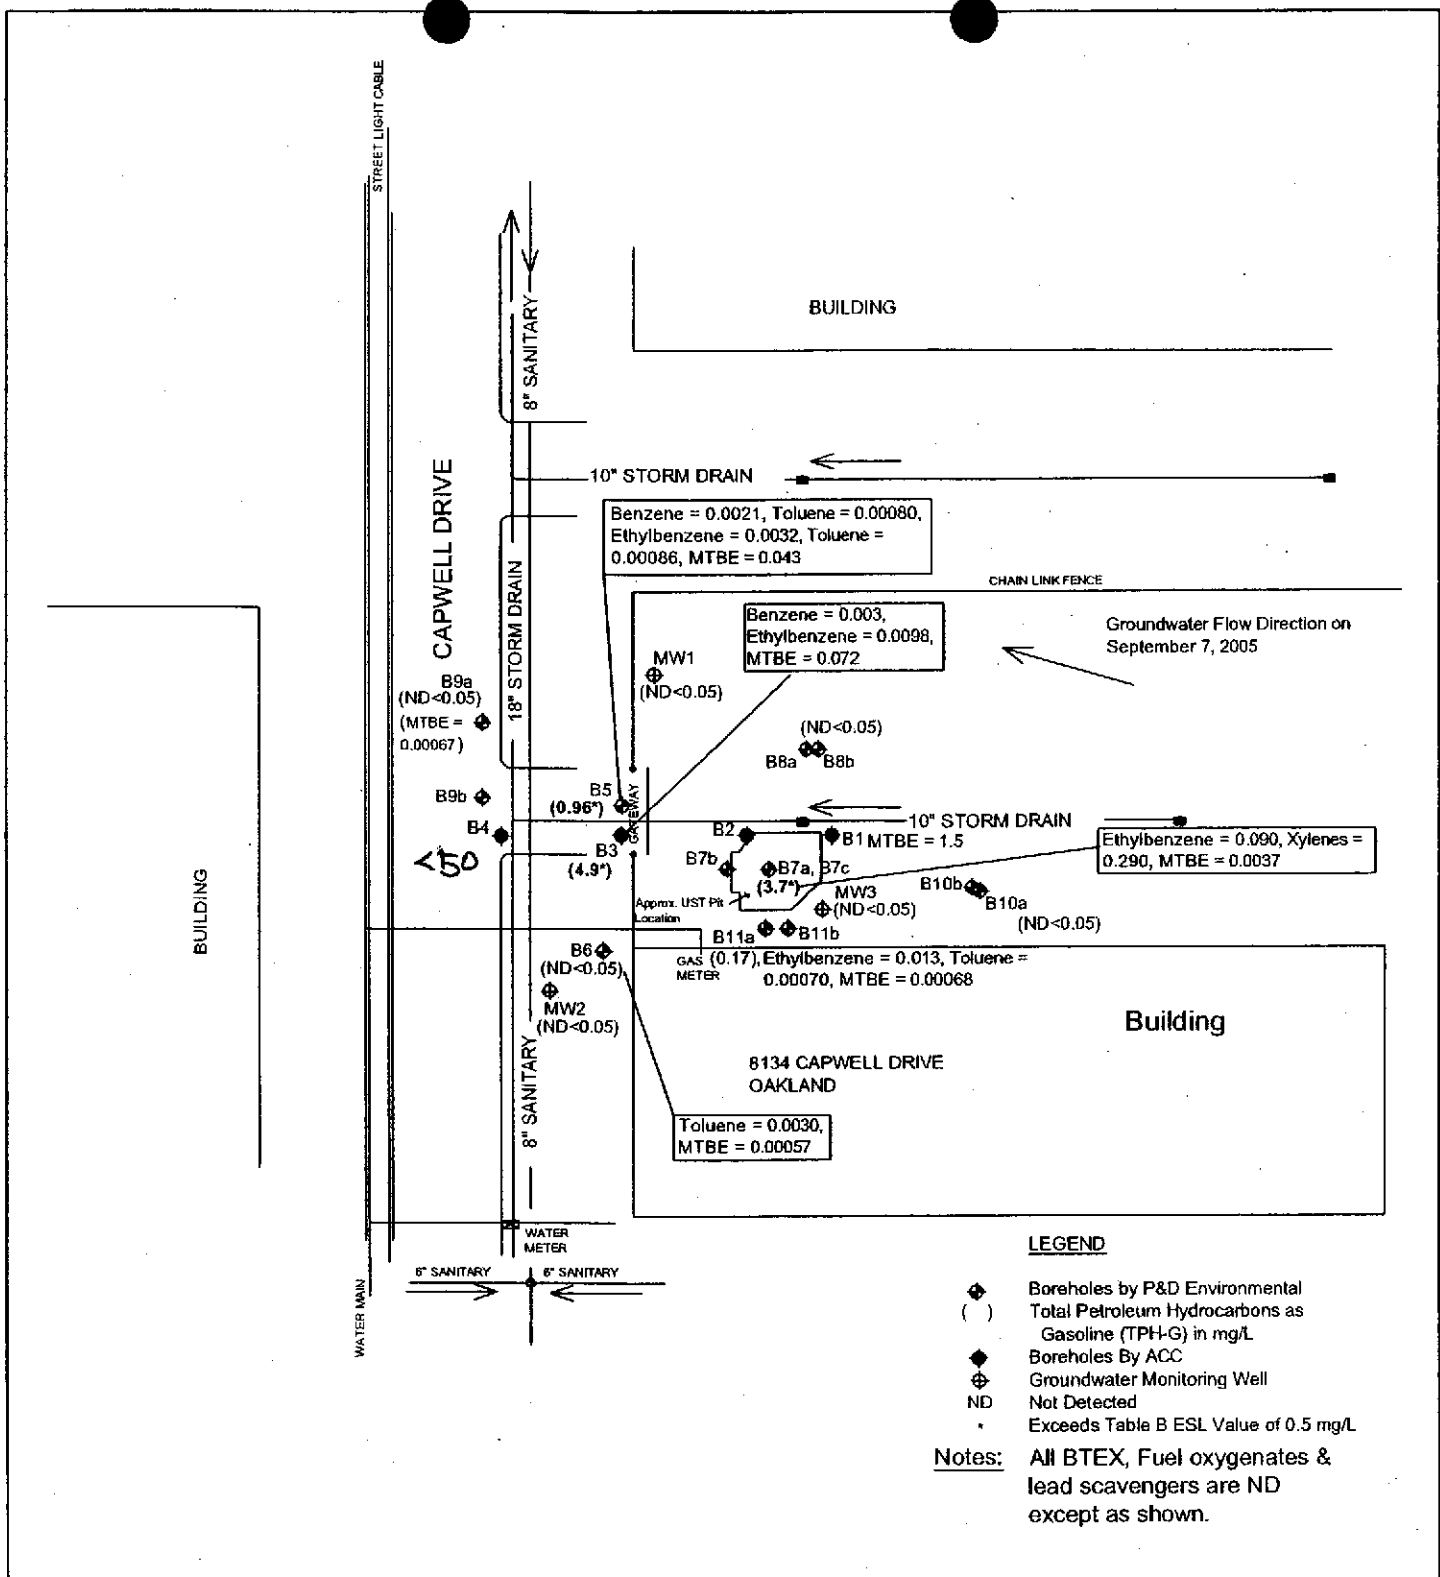 STREET LIGHT CABLE
8" SANITARY
BUILDING
10" STORM DRAIN
CAPWELL DRIVE
18" STORM DRAIN
Benzene = 0.0021, Toluene = 0.00080,
Ethylbenzene = 0.0032, Toluene =
0.00086, MTBE = 0.043
CHAIN LINK FENCE
Benzene = 0.003,
Ethylbenzene = 0.0098,
MTBE = 0.072
Groundwater Flow Direction on
September 7, 2005
MW1
(ND<0.05)
B9a
(ND<0.05)
(MTBE =
0.00067)
(ND<0.05)
B8a
B8b
B9b
B5
(0.96*)
GATEWAY
B4
<50
B3
(4.9*)
B2
10" STORM DRAIN
B1
MTBE = 1.5
Ethylbenzene = 0.090, Xylenes =
0.290, MTBE = 0.0037
B7b
B7a, B7c
(3.7*)
Approx. UST Pit
Location
MW3
(ND<0.05)
B10b
B10a
(ND<0.05)
BUILDING
B11a
B11b
B6
(ND<0.05)
GAS
METER
(0.17), Ethylbenzene = 0.013, Toluene =
0.00070, MTBE = 0.00068
MW2
(ND<0.05)
Building
8" SANITARY
8134 CAPWELL DRIVE
OAKLAND
Toluene = 0.0030,
MTBE = 0.00057
WATER
METER
6" SANITARY
6" SANITARY
WATER MAIN
LEGEND
Boreholes by P&D Environmental
( ) Total Petroleum Hydrocarbons as
Gasoline (TPH-G) in mg/L
Boreholes By ACC
Groundwater Monitoring Well
ND Not Detected
* Exceeds Table B ESL Value of 0.5 mg/L
Notes: All BTEX, Fuel oxygenates &
lead scavengers are ND
except as shown.